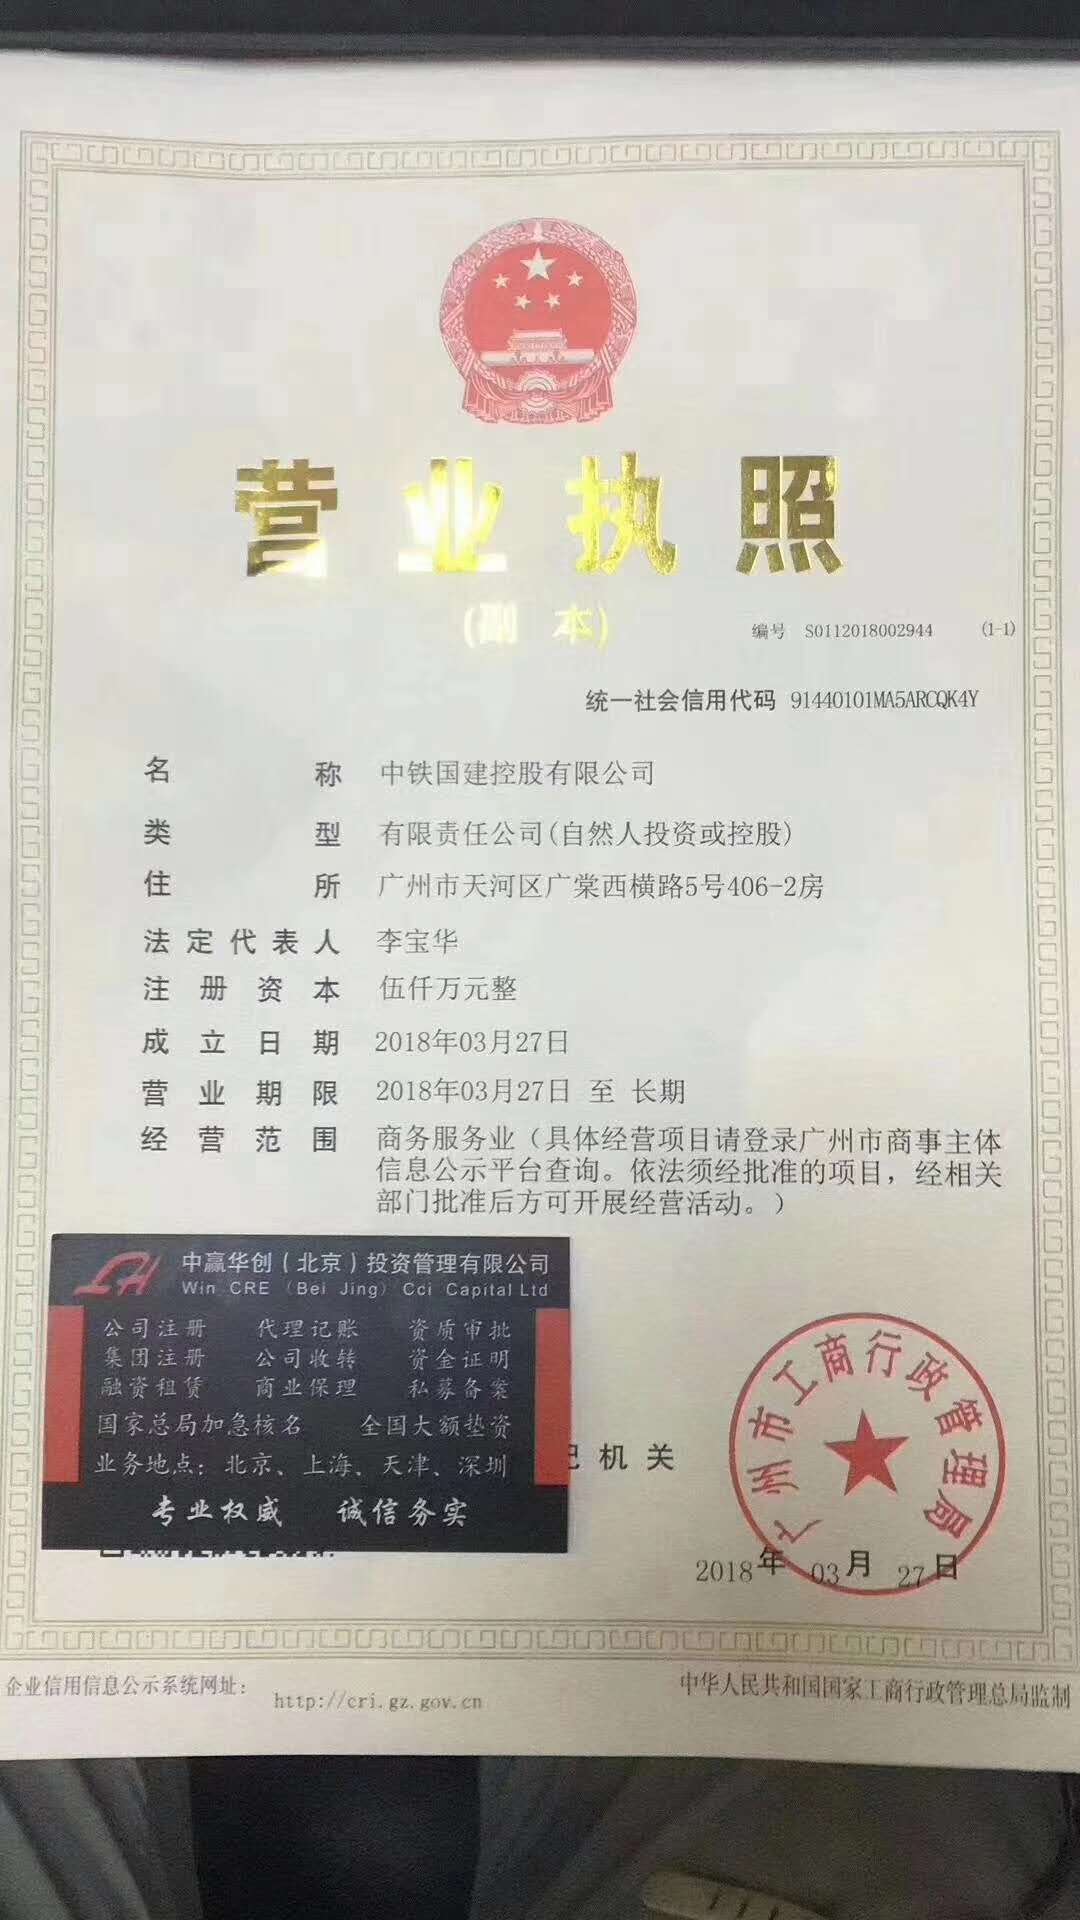 营业执照
(副本)
编号 S0112018002944 (1-1)
统一社会信用代码 91440101MA5ARCQK4Y
名称 中铁国建控股有限公司
类型 有限责任公司(自然人投资或控股)
住所 广州市天河区广棠西横路5号406-2房
法定代表人 李宝华
注册资本 伍仟万元整
成立日期 2018年03月27日
营业期限 2018年03月27日 至 长期
经营范围 商务服务业（具体经营项目请登录广州市商事主体
信息公示平台查询。依法须经批准的项目，经相关
部门批准后方可开展经营活动。）
LH
中赢华创（北京）投资管理有限公司
Win CRE （Bei Jing）Cci Capital Ltd
公司注册 代理记账 资质审批
集团注册 公司收转 资金证明
融资租赁 商业保理 私募备案
国家总局加急核名 全国大额垫资
业务地点：北京、上海、天津、深圳
专业权威 诚信务实
机关
广州市工商行政管理局
2018年03月27日
企业信用信息公示系统网址： http://cri.gz.gov.cn
中华人民共和国国家工商行政管理总局监制